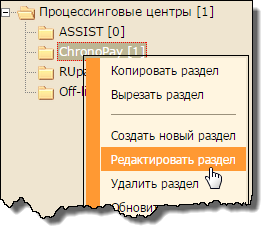 Процессинговые центры [1]
ASSIST [0]
ChronoPay [1]
Копировать раздел
Вырезать раздел
Создать новый раздел
Редактировать раздел
Удалить раздел